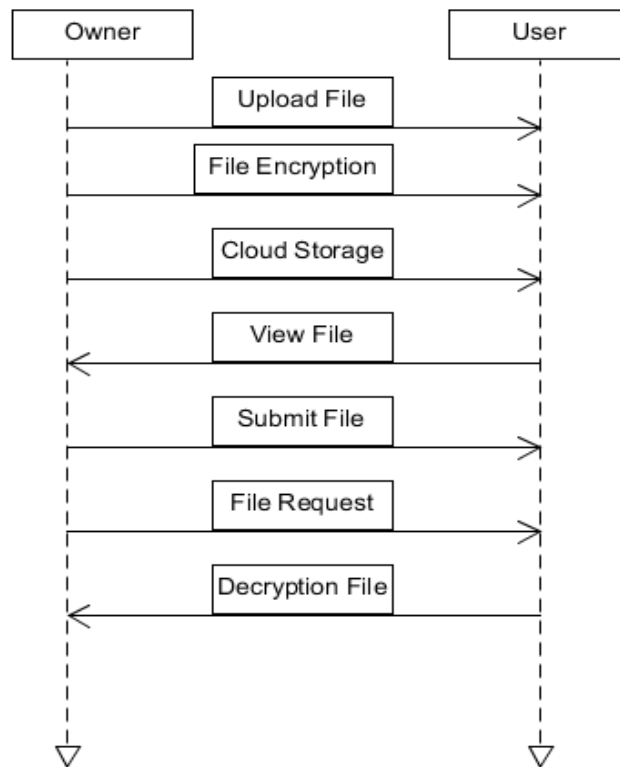 Owner
User
Upload File
File Encryption
Cloud Storage
View File
Submit File
File Request
Decryption File